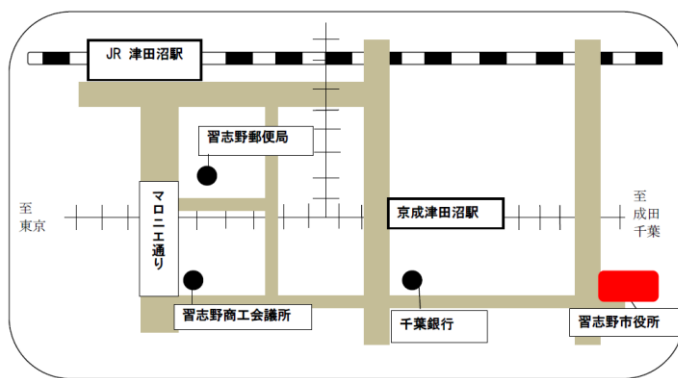 JR 津田沼駅
習志野郵便局
マロニエ通り
至
東京
京成津田沼駅
至
成田
千葉
習志野商工会議所
千葉銀行
習志野市役所